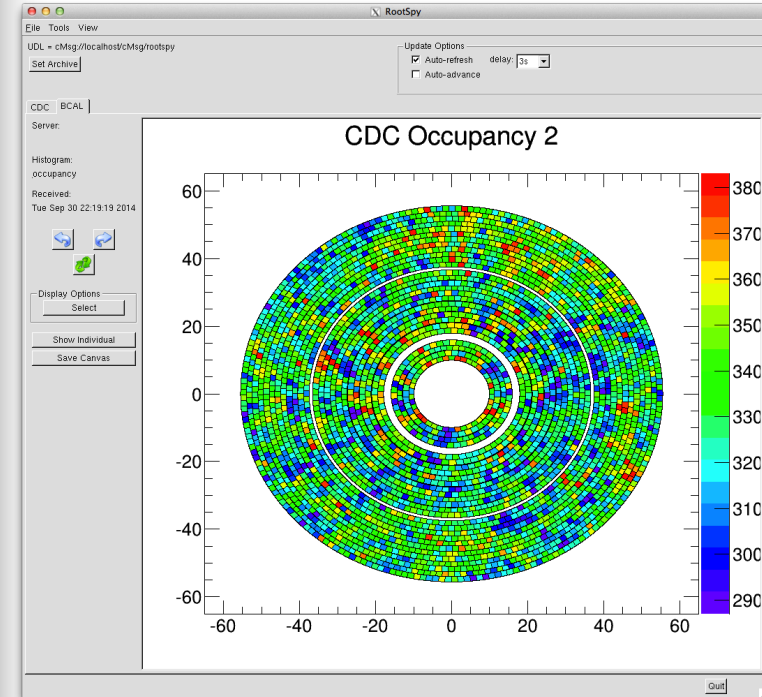 RootSpy
File Tools View
UDL = cMsg://localhost/cMsg/rootspy
Set Archive
Update Options
Auto-refresh delay: 3s
Auto-advance
CDC BCAL
Server:
Histogram:
occupancy
Received:
Tue Sep 30 22:19:19 2014
Display Options
Select
Show Individual
Save Canvas
CDC Occupancy 2
60
40
20
0
-20
-40
-60
-60 -40 -20 0 20 40 60
380
370
360
350
340
330
320
310
300
290
Quit